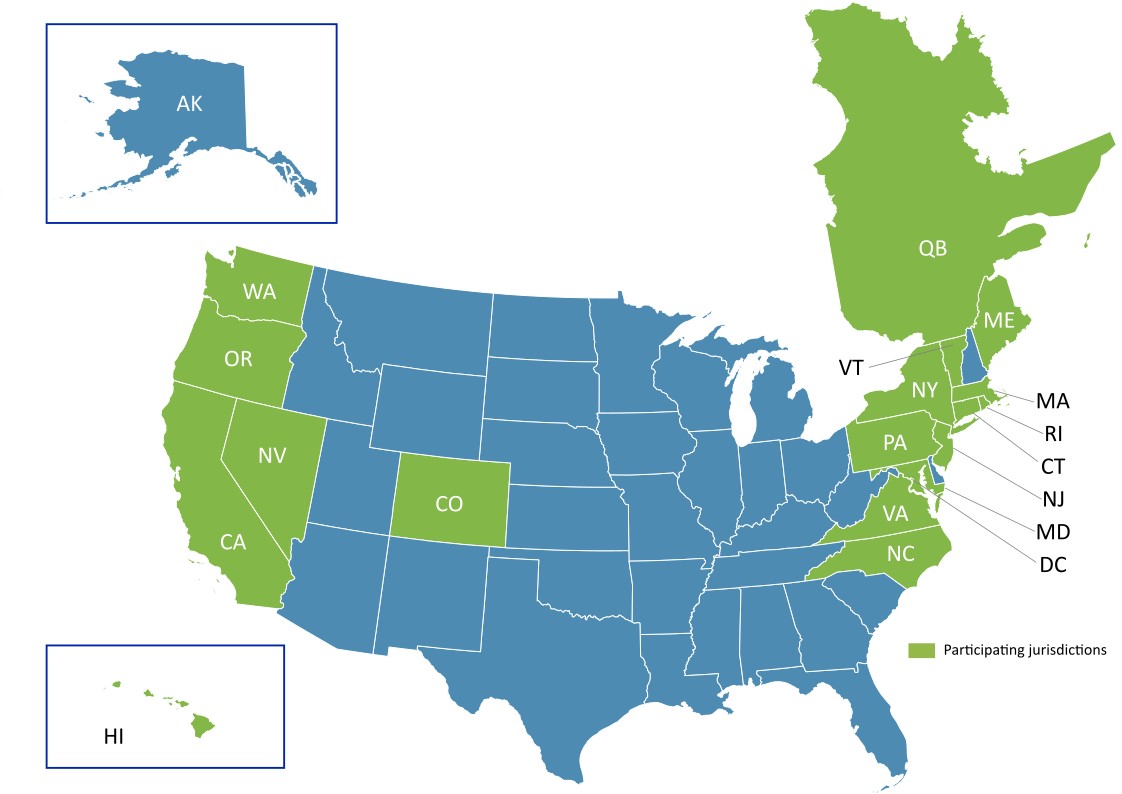 AK
QB
WA
ME
OR
VT
NY
MA
RI
PA
NV
CT
NJ
CO
VA
MD
CA
NC
DC
Participating jurisdictions
HI